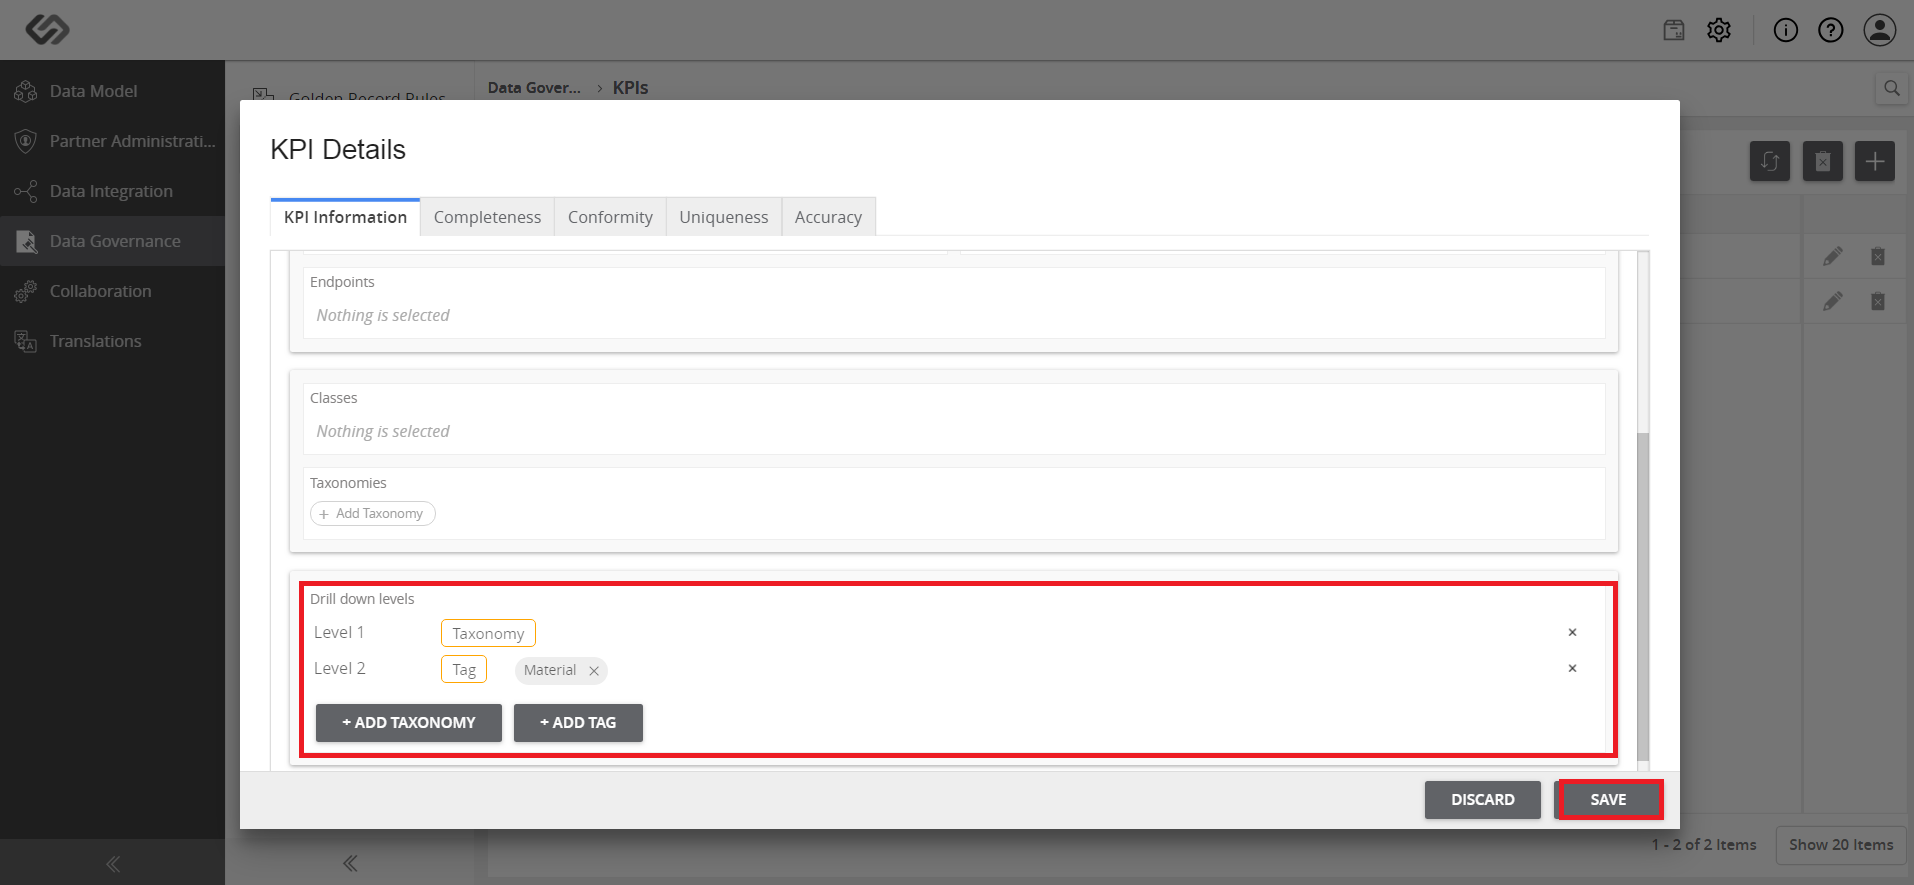 Data Model
Partner Administrati...
Data Integration
Data Governance
Collaboration
Translations
Golden Record Rules
Data Gover... › KPIs
KPI Details
KPI Information Completeness Conformity Uniqueness Accuracy
Endpoints
Nothing is selected
Classes
Nothing is selected
Taxonomies
+ Add Taxonomy
Drill down levels
Level 1 Taxonomy ×
Level 2 Tag Material × ×
+ ADD TAXONOMY + ADD TAG
DISCARD SAVE
1 - 2 of 2 Items Show 20 Items